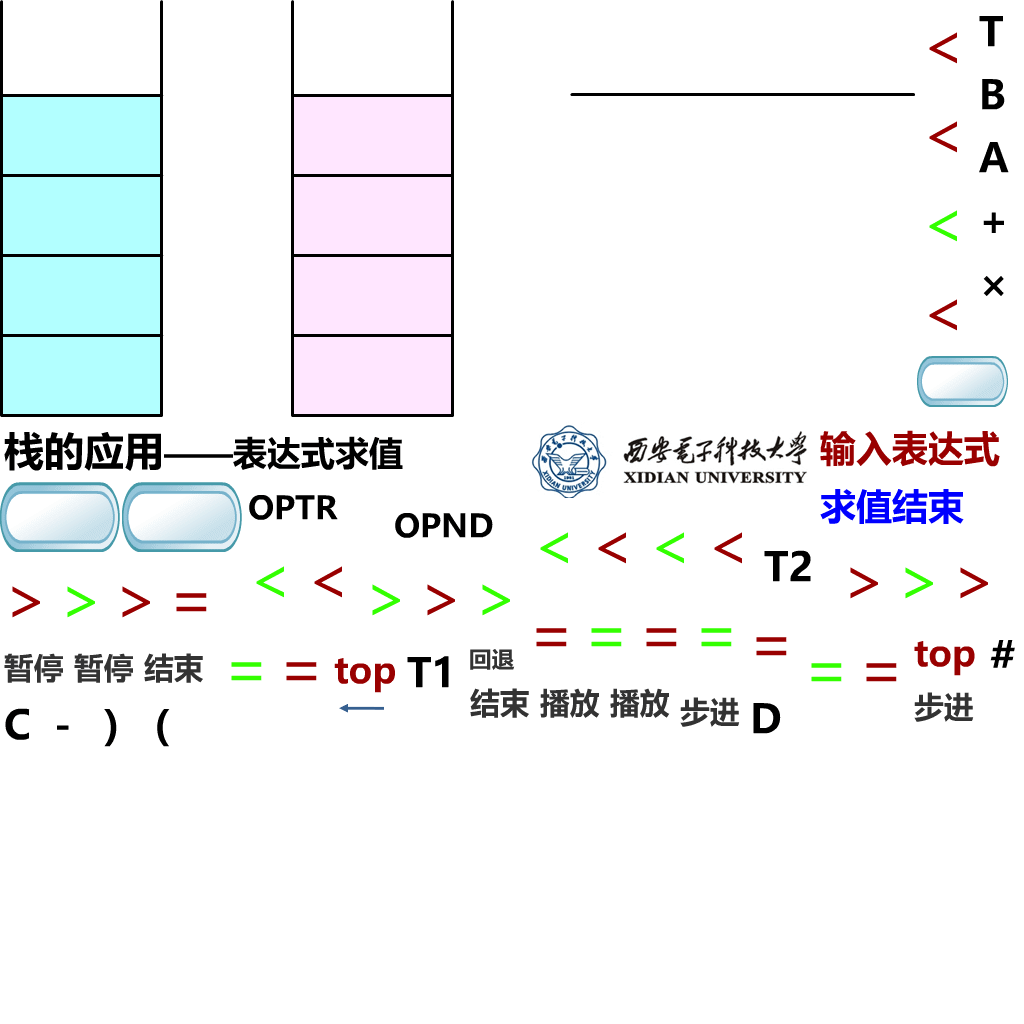 < T
B
< A
< +
< ×
栈的应用——表达式求值
西安电子科技大学
XIDIAN UNIVERSITY
输入表达式
求值结束
OPTR
OPND
< < < <
T2
< <
> > > =
> > >
> > >
= = = = =
暂停 暂停 结束
= =
top T1
回退
= =
top #
结束 播放 播放 步进 D
步进
C - ) (